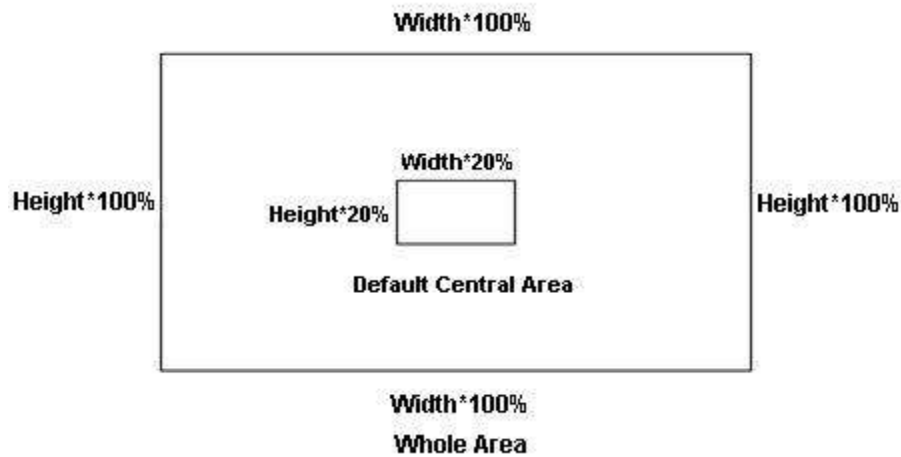 Width*100%
Width*20%
Height*100%
Height*20%
Height*100%
Default Central Area
Width*100%
Whole Area